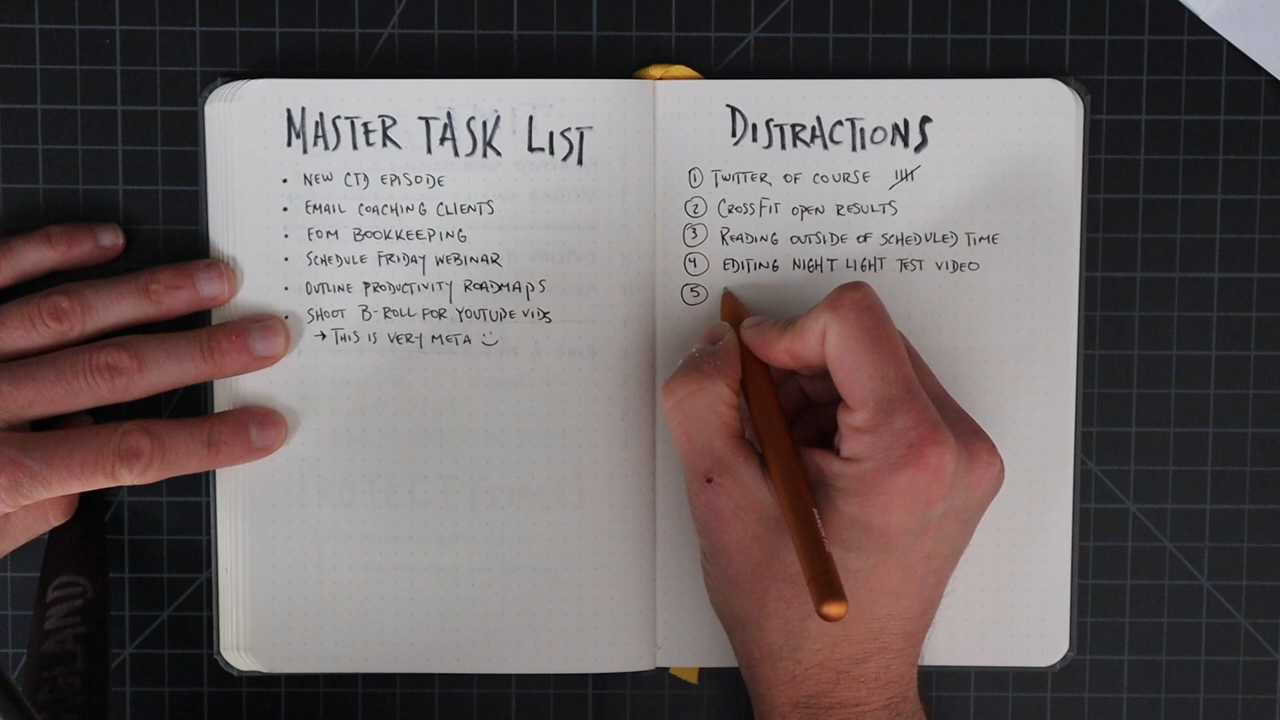 MASTER TASK LIST
• NEW CTD EPISODE
• EMAIL COACHING CLIENTS
• EOM BOOKKEEPING
• SCHEDULE FRIDAY WEBINAR
• OUTLINE PRODUCTIVITY ROADMAPS
• SHOOT B-ROLL FOR YOUTUBE VIDS
→ THIS IS VERY META
DISTRACTIONS
① TWITTER OF COURSE
② CROSSFIT OPEN RESULTS
③ READING OUTSIDE OF SCHEDULED TIME
④ EDITING NIGHT LIGHT TEST VIDEO
⑤